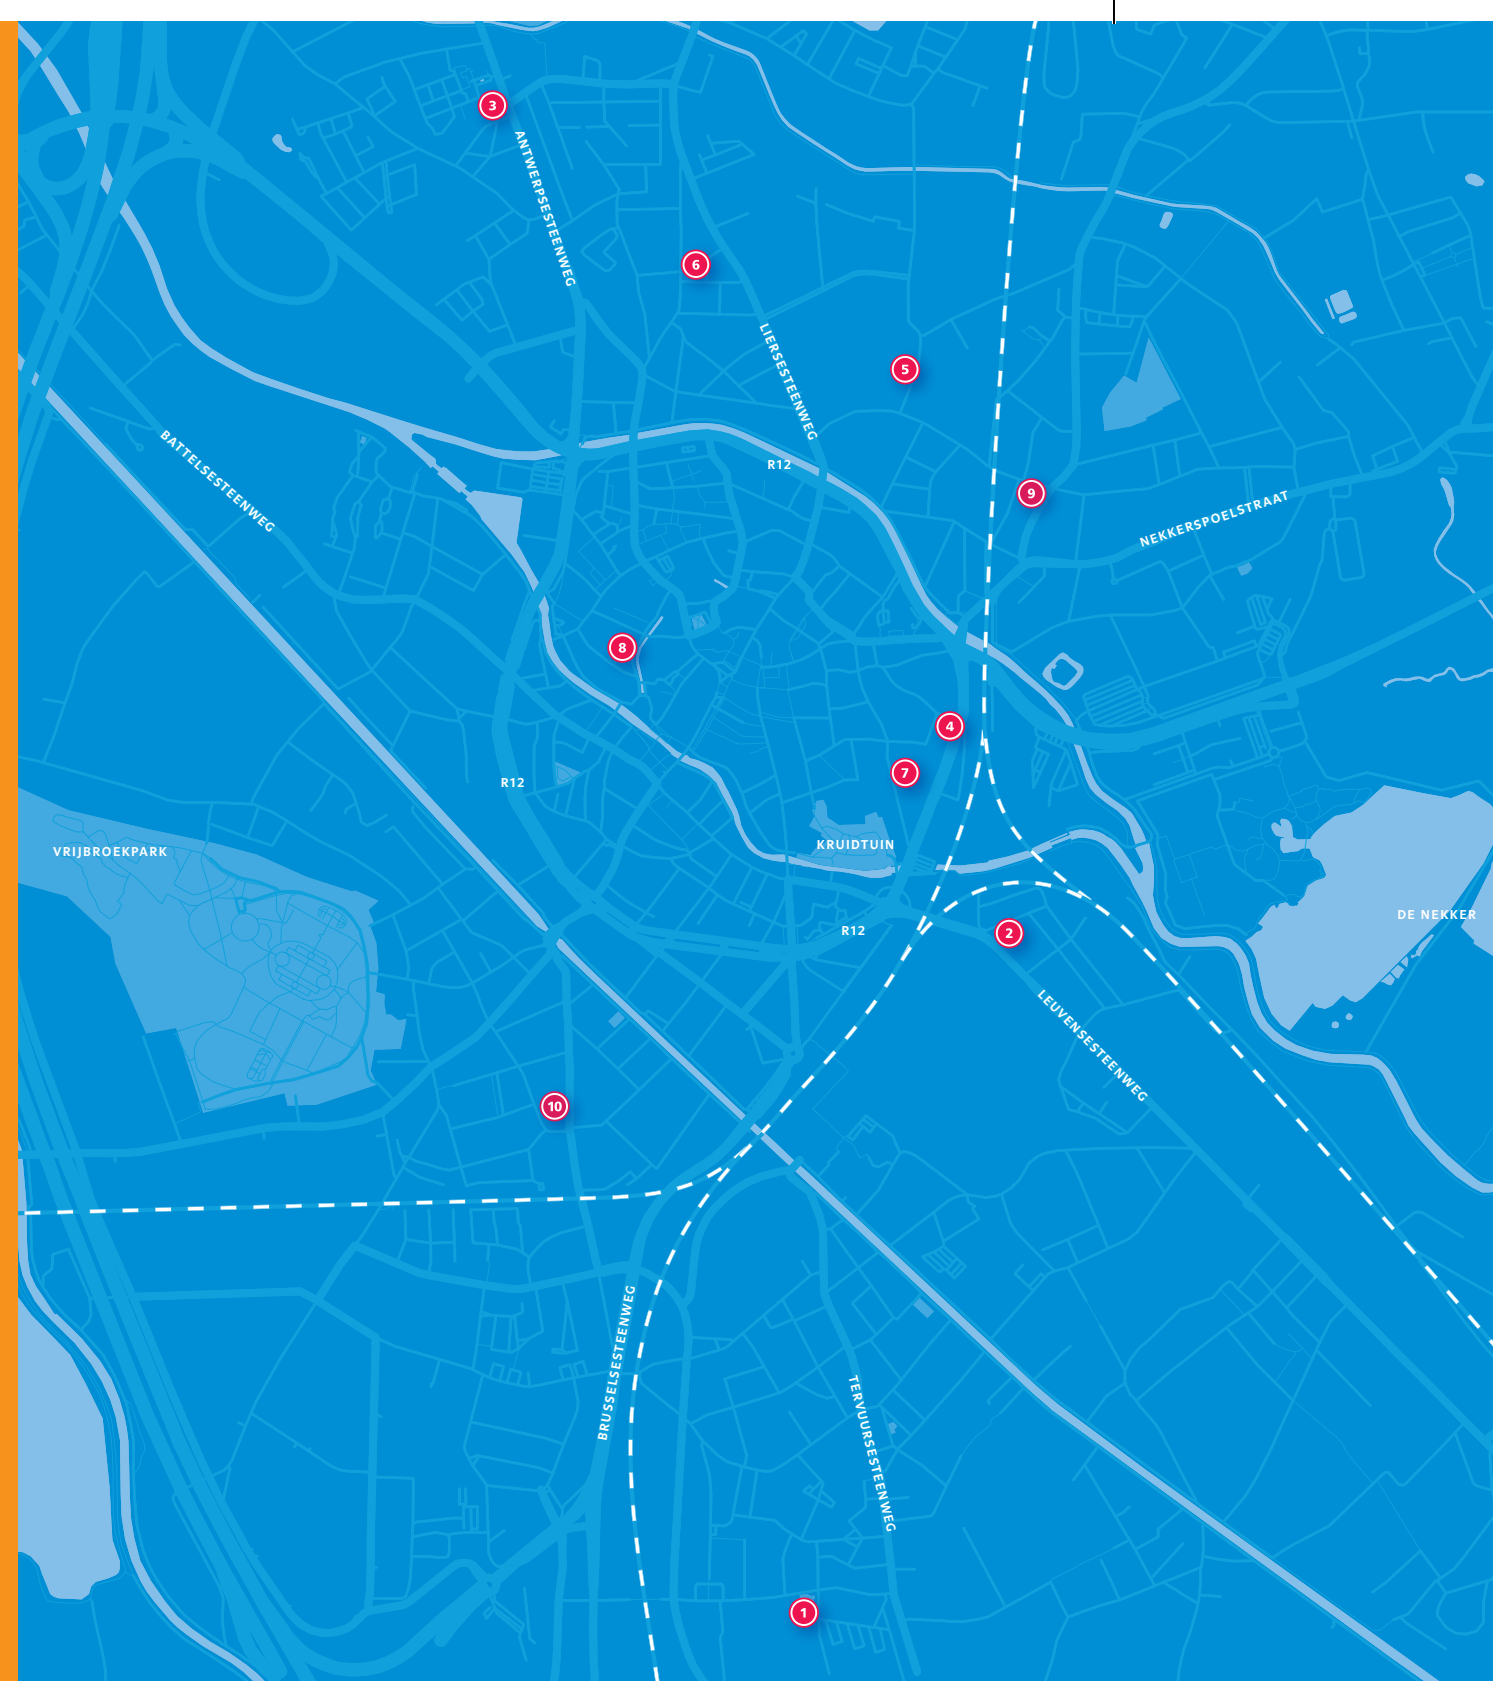 3
ANTWERPSESTEENWEG
6
LIERSESTEENWEG
5
BATTELSESTEENWEG
R12
9
NEKKERSPOELSTRAAT
8
4
7
R12
KRUIDTUIN
VRIJBROEKPARK
DE NEKKER
R12
2
LEUVENSESTEENWEG
10
BRUSSELSESTEENWEG
TERVUURSESTEENWEG
1